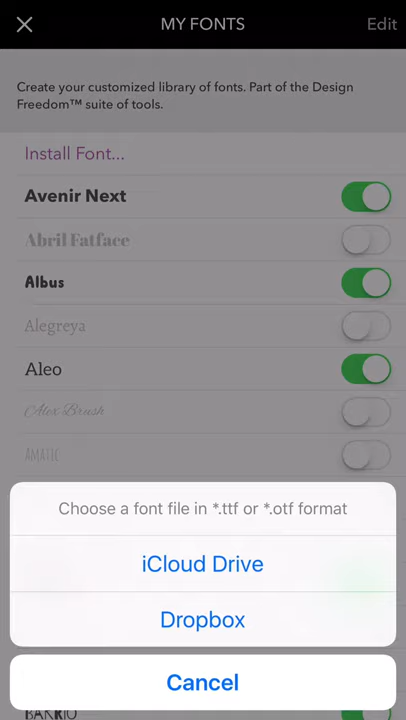 MY FONTS
Edit
Create your customized library of fonts. Part of the Design
Freedom™ suite of tools.
Install Font...
Avenir Next
Abril Fatface
Albus
Alegreya
Aleo
Alex Brush
AMATIC
Choose a font file in *.ttf or *.otf format
iCloud Drive
Dropbox
Cancel
BARRIO